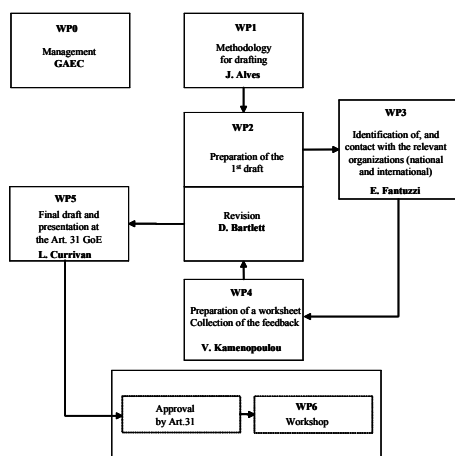 WP0
Management
GAEC
WP1
Methodology
for drafting
J. Alves
WP2
Preparation of the
1st draft
WP3
Identification of, and
contact with the relevant
organizations (national
and international)
E. Fantuzzi
WP5
Final draft and
presentation at
the Art. 31 GoE
L. Currivan
Revision
D. Bartlett
WP4
Preparation of a worksheet
Collection of the feedback
V. Kamenopoulou
Approval
by Art.31
WP6
Workshop